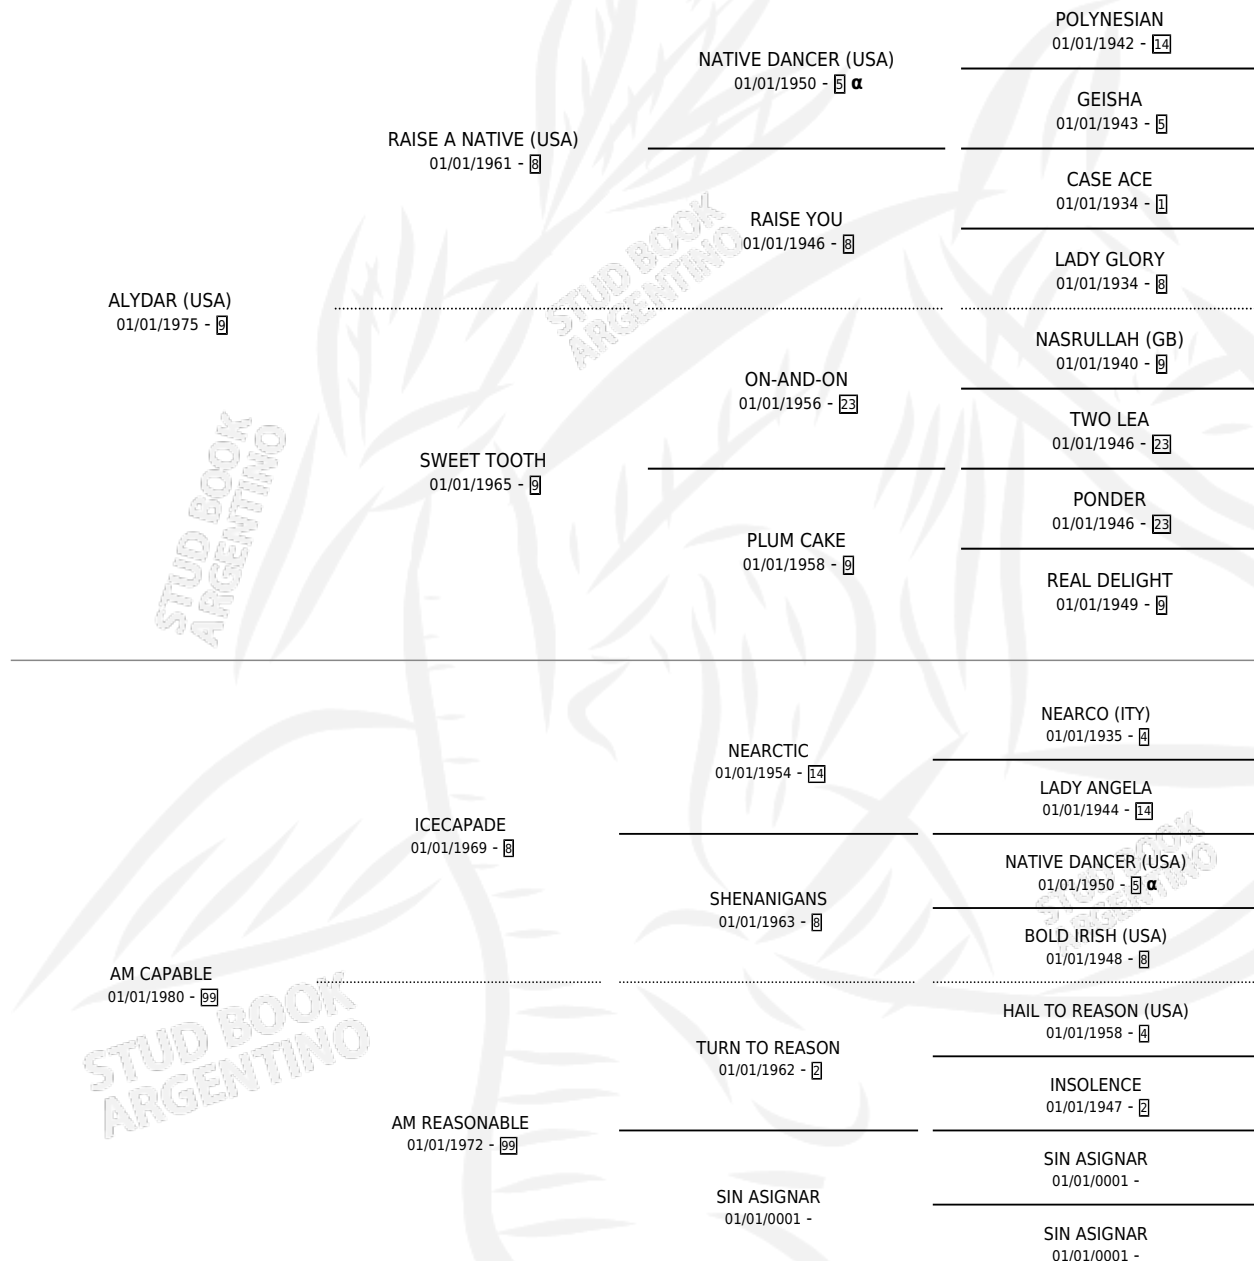 POLYNESIAN
01/01/1942 - 14
NATIVE DANCER (USA)
01/01/1950 - 5 α
GEISHA
01/01/1943 - 5
RAISE A NATIVE (USA)
01/01/1961 - 8
CASE ACE
01/01/1934 - 1
RAISE YOU
01/01/1946 - 8
LADY GLORY
01/01/1934 - 8
ALYDAR (USA)
01/01/1975 - 9
NASRULLAH (GB)
01/01/1940 - 9
ON-AND-ON
01/01/1956 - 23
TWO LEA
01/01/1946 - 23
SWEET TOOTH
01/01/1965 - 9
PONDER
01/01/1946 - 23
PLUM CAKE
01/01/1958 - 9
REAL DELIGHT
01/01/1949 - 9
NEARCO (ITY)
01/01/1935 - 4
NEARCTIC
01/01/1954 - 14
LADY ANGELA
01/01/1944 - 14
ICECAPADE
01/01/1969 - 8
NATIVE DANCER (USA)
01/01/1950 - 5 α
SHENANIGANS
01/01/1963 - 8
BOLD IRISH (USA)
01/01/1948 - 8
AM CAPABLE
01/01/1980 - 99
HAIL TO REASON (USA)
01/01/1958 - 4
TURN TO REASON
01/01/1962 - 2
INSOLENCE
01/01/1947 - 2
AM REASONABLE
01/01/1972 - 99
SIN ASIGNAR
01/01/0001 -
SIN ASIGNAR
01/01/0001 -
SIN ASIGNAR
01/01/0001 -
STUD BOOK
ARGENTINO
STUD BOOK
ARGENTINO
STUD BOOK
ARGENTINO
STUD BOOK
ARGENTINO